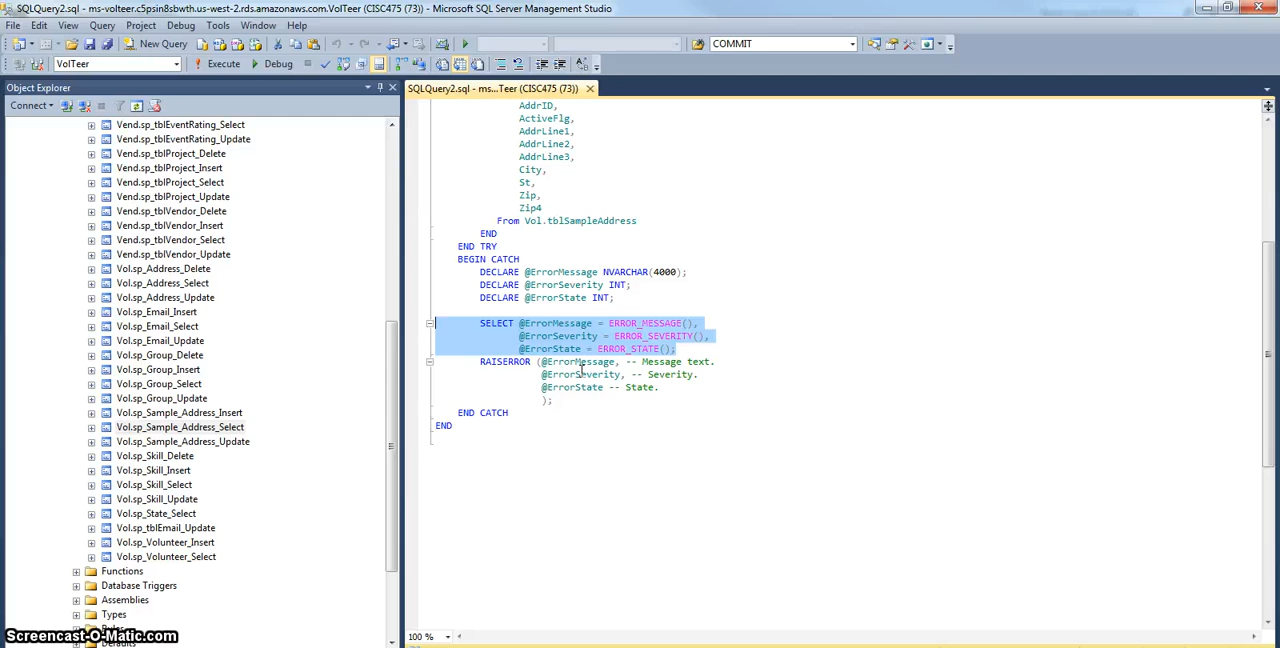 SQLQuery2.sql - ms-volteer.c5psin8sbwth.us-west-2.rds.amazonaws.com.VolTeer (CISC475 (73)) - Microsoft SQL Server Management Studio
File Edit View Query Project Debug Tools Window Help
New Query COMMIT
VolTeer Execute Debug
Object Explorer
SQLQuery2.sql - ms...Teer (CISC475 (73))
Connect
Vend.sp_tblEventRating_Select
Vend.sp_tblEventRating_Update
Vend.sp_tblProject_Delete
Vend.sp_tblProject_Insert
Vend.sp_tblProject_Select
Vend.sp_tblProject_Update
Vend.sp_tblVendor_Delete
Vend.sp_tblVendor_Insert
Vend.sp_tblVendor_Select
Vend.sp_tblVendor_Update
Vol.sp_Address_Delete
Vol.sp_Address_Select
Vol.sp_Address_Update
Vol.sp_Email_Insert
Vol.sp_Email_Select
Vol.sp_Email_Update
Vol.sp_Group_Delete
Vol.sp_Group_Insert
Vol.sp_Group_Select
Vol.sp_Group_Update
Vol.sp_Sample_Address_Insert
Vol.sp_Sample_Address_Select
Vol.sp_Sample_Address_Update
Vol.sp_Skill_Delete
Vol.sp_Skill_Insert
Vol.sp_Skill_Select
Vol.sp_Skill_Update
Vol.sp_State_Select
Vol.sp_tblEmail_Update
Vol.sp_Volunteer_Insert
Vol.sp_Volunteer_Select
Functions
Database Triggers
Assemblies
Types
Defaults
AddrID,
ActiveFlg,
AddrLine1,
AddrLine2,
AddrLine3,
City,
St,
Zip,
Zip4
From Vol.tblSampleAddress
END
END TRY
BEGIN CATCH
DECLARE @ErrorMessage NVARCHAR(4000);
DECLARE @ErrorSeverity INT;
DECLARE @ErrorState INT;
SELECT @ErrorMessage = ERROR_MESSAGE(),
@ErrorSeverity = ERROR_SEVERITY(),
@ErrorState = ERROR_STATE();
RAISERROR (@ErrorMessage, -- Message text.
@ErrorSeverity, -- Severity.
@ErrorState -- State.
);
END CATCH
END
100 %
Screencast-O-Matic.com